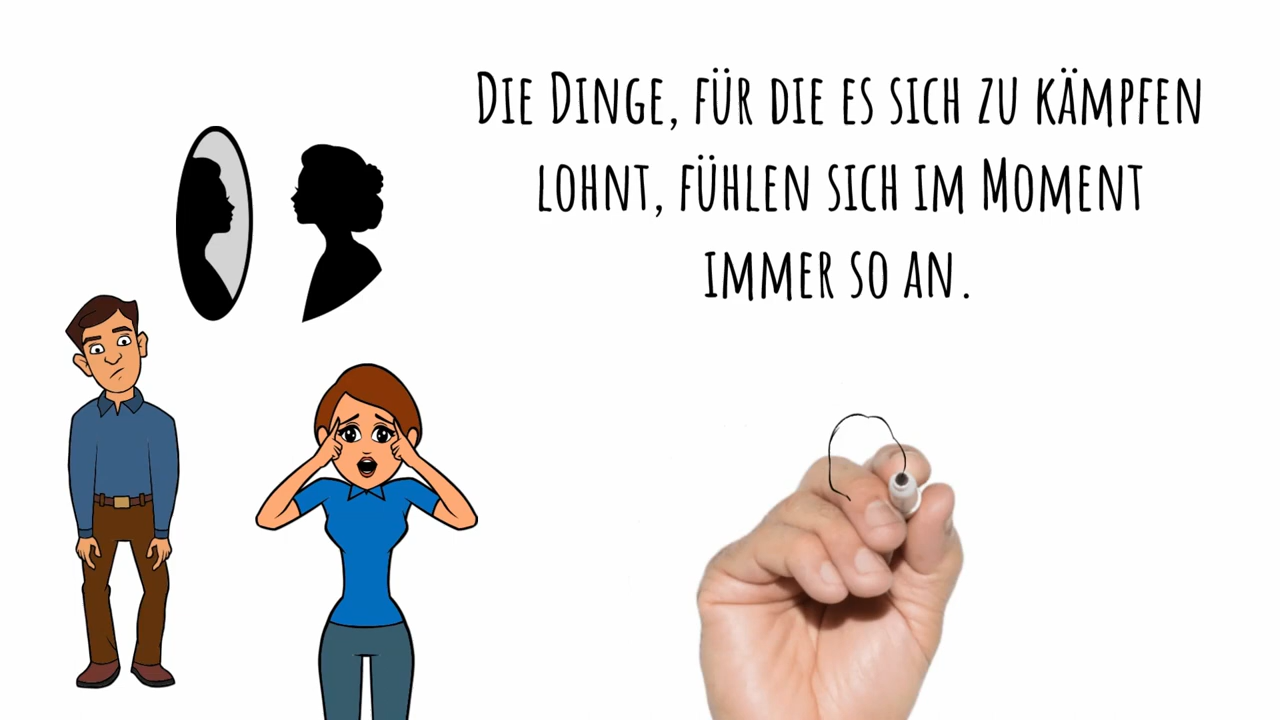 Die Dinge, für die es sich zu kämpfen
lohnt, fühlen sich im Moment
immer so an.